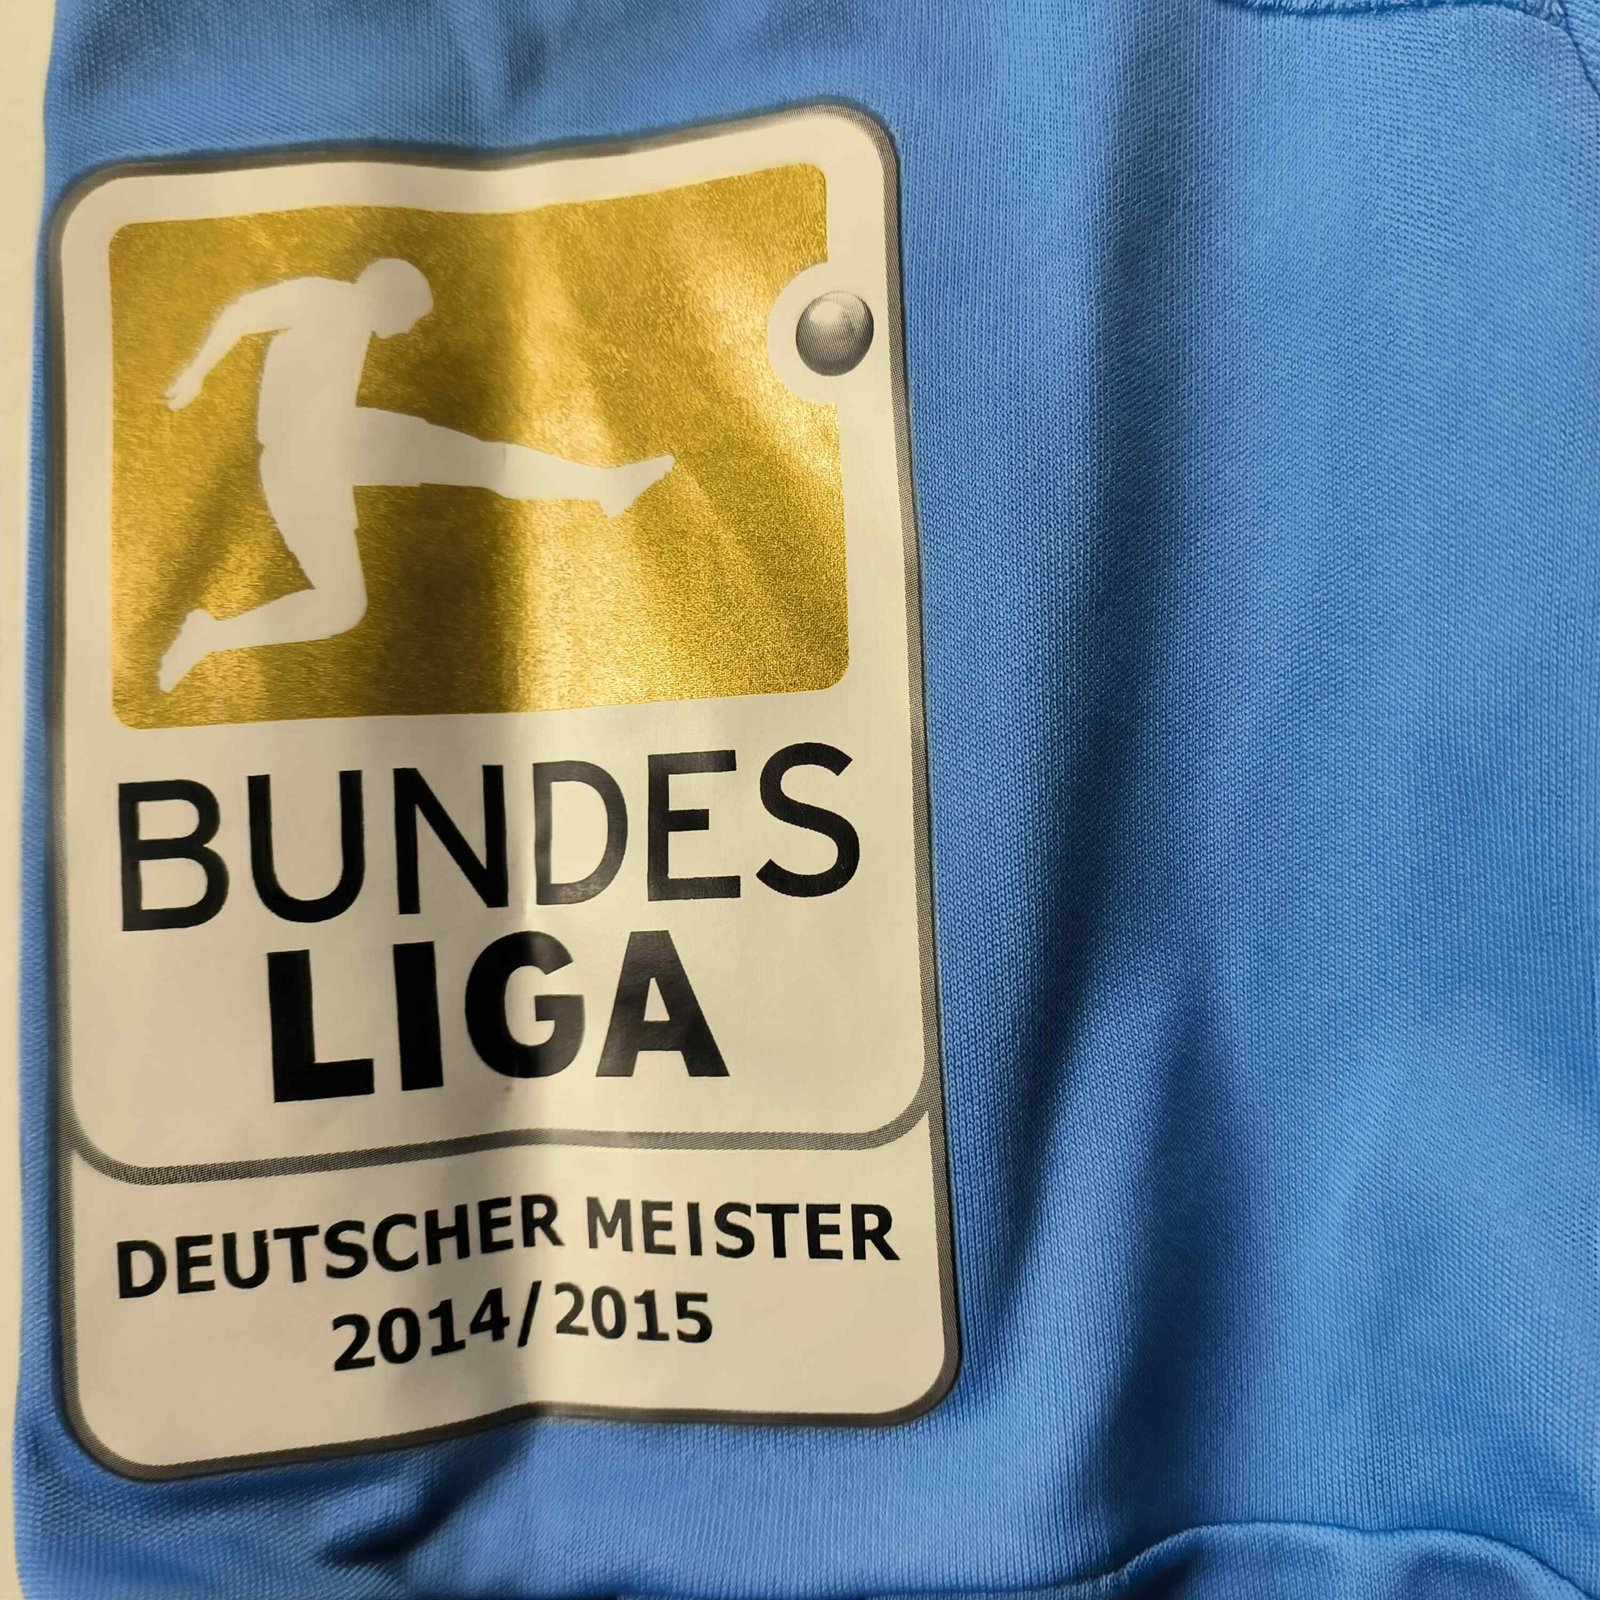 BUNDES
LIGA
DEUTSCHER MEISTER
2014/2015